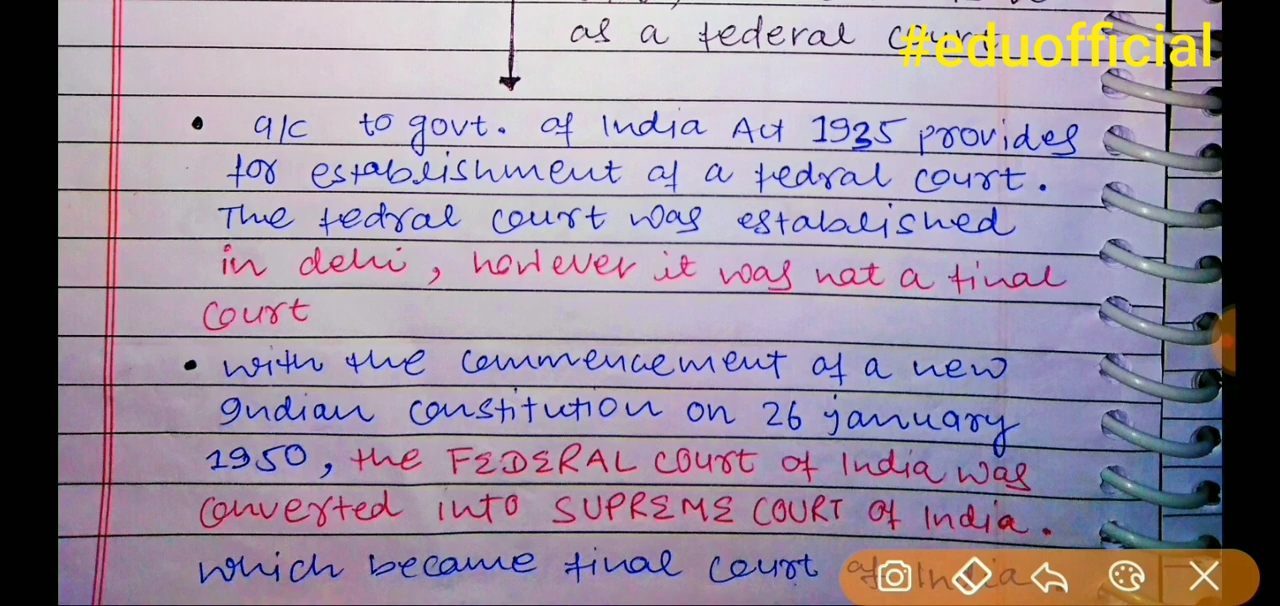 as a federal court
#eduofficial
• a/c to govt. of India Act 1935 provides
for establishment of a fedral court.
The fedral court was established
in delhi, however it was not a final
court
• with the commencement of a new
Indian constitution on 26 january
1950, the FEDERAL COURT of India was
converted into SUPREME COURT of India.
which became final court of India